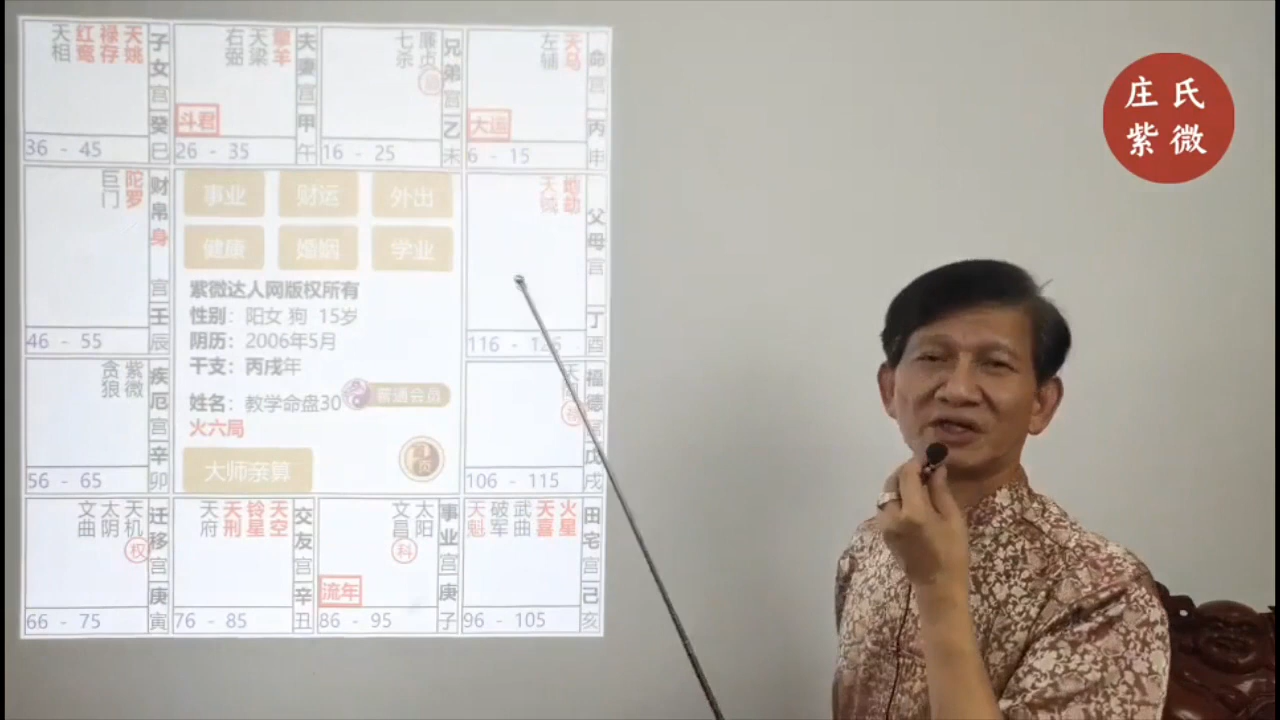 天相 红鸾 禄存 天姚
子女宫 癸巳
36 - 45
右弼 天梁 擎羊
夫妻宫 甲午
斗君
26 - 35
七杀 廉贞
兄弟宫 乙未
16 - 25
左辅 天马
命宫 丙申
大运
6 - 15
巨门 陀罗
财帛身宫 壬辰
46 - 55
事业 财运 外出
健康 婚姻 学业
紫微达人网版权所有
性别：阳女 狗 15岁
阴历：2006年5月
干支：丙戌年
姓名：教学命盘30
普通会员
火六局
大师亲算
天钺 地劫
父母宫 丁酉
116 - 125
贪狼 紫微
疾厄宫 辛卯
56 - 65
天同
福德宫 戊戌
106 - 115
文曲 太阴 天机
权
迁移宫 庚寅
66 - 75
天府 天刑 铃星 天空
交友宫 辛丑
76 - 85
文昌 太阳
科
事业宫 庚子
流年
86 - 95
天魁 破军 武曲 天喜 火星
田宅宫 己亥
96 - 105
庄氏
紫微